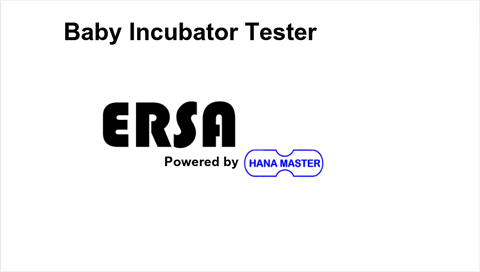 Baby Incubator Tester
ERSA
Powered by HANA MASTER